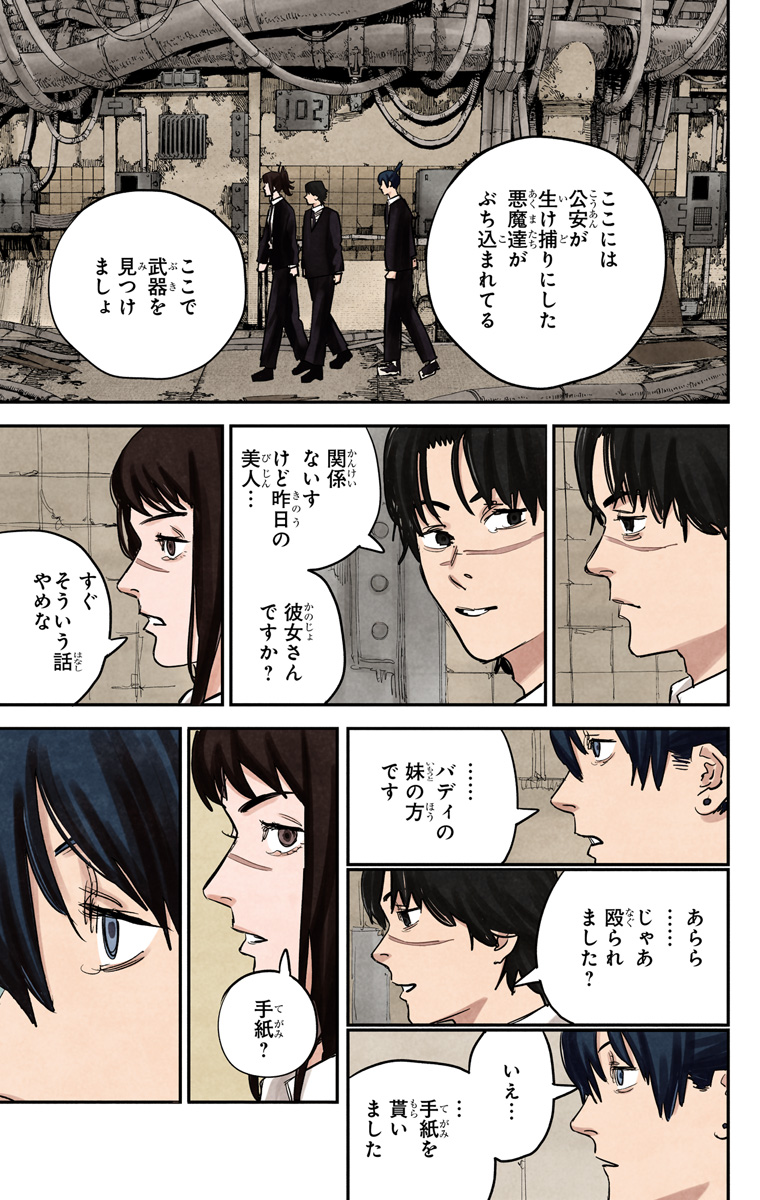 ここには
公安が
生け捕りにした
悪魔達が
ぶち込まれてる
ここで
武器を
見つけ
ましょ
102
関係
ないす
けど昨日の
美人…
彼女さん
ですか？
すぐ
そういう話
やめな
……
バディの
妹の方
です
あらら
……
じゃあ
殴られ
ました？
いえ…
…
手紙を
貰い
ました
手紙？